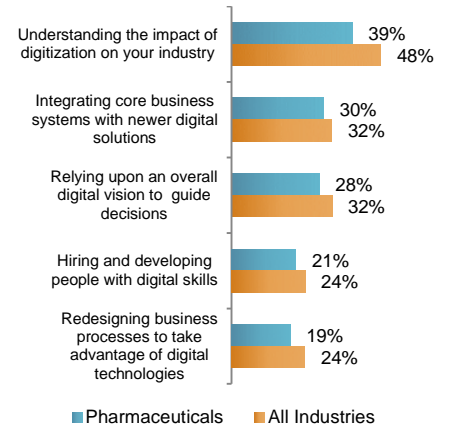 Understanding the impact of
digitization on your industry
39%
48%
Integrating core business
systems with newer digital
solutions
30%
32%
Relying upon an overall
digital vision to  guide
decisions
28%
32%
Hiring and developing
people with digital skills
21%
24%
Redesigning business
processes to take
advantage of digital
technologies
19%
24%
Pharmaceuticals
All Industries